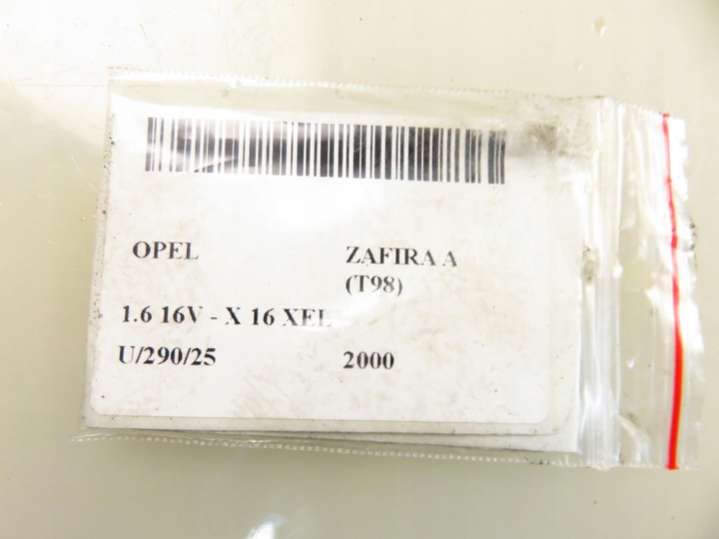 OPEL ZAFIRA A
(T98)
1.6 16V - X 16 XEL
U/290/25 2000